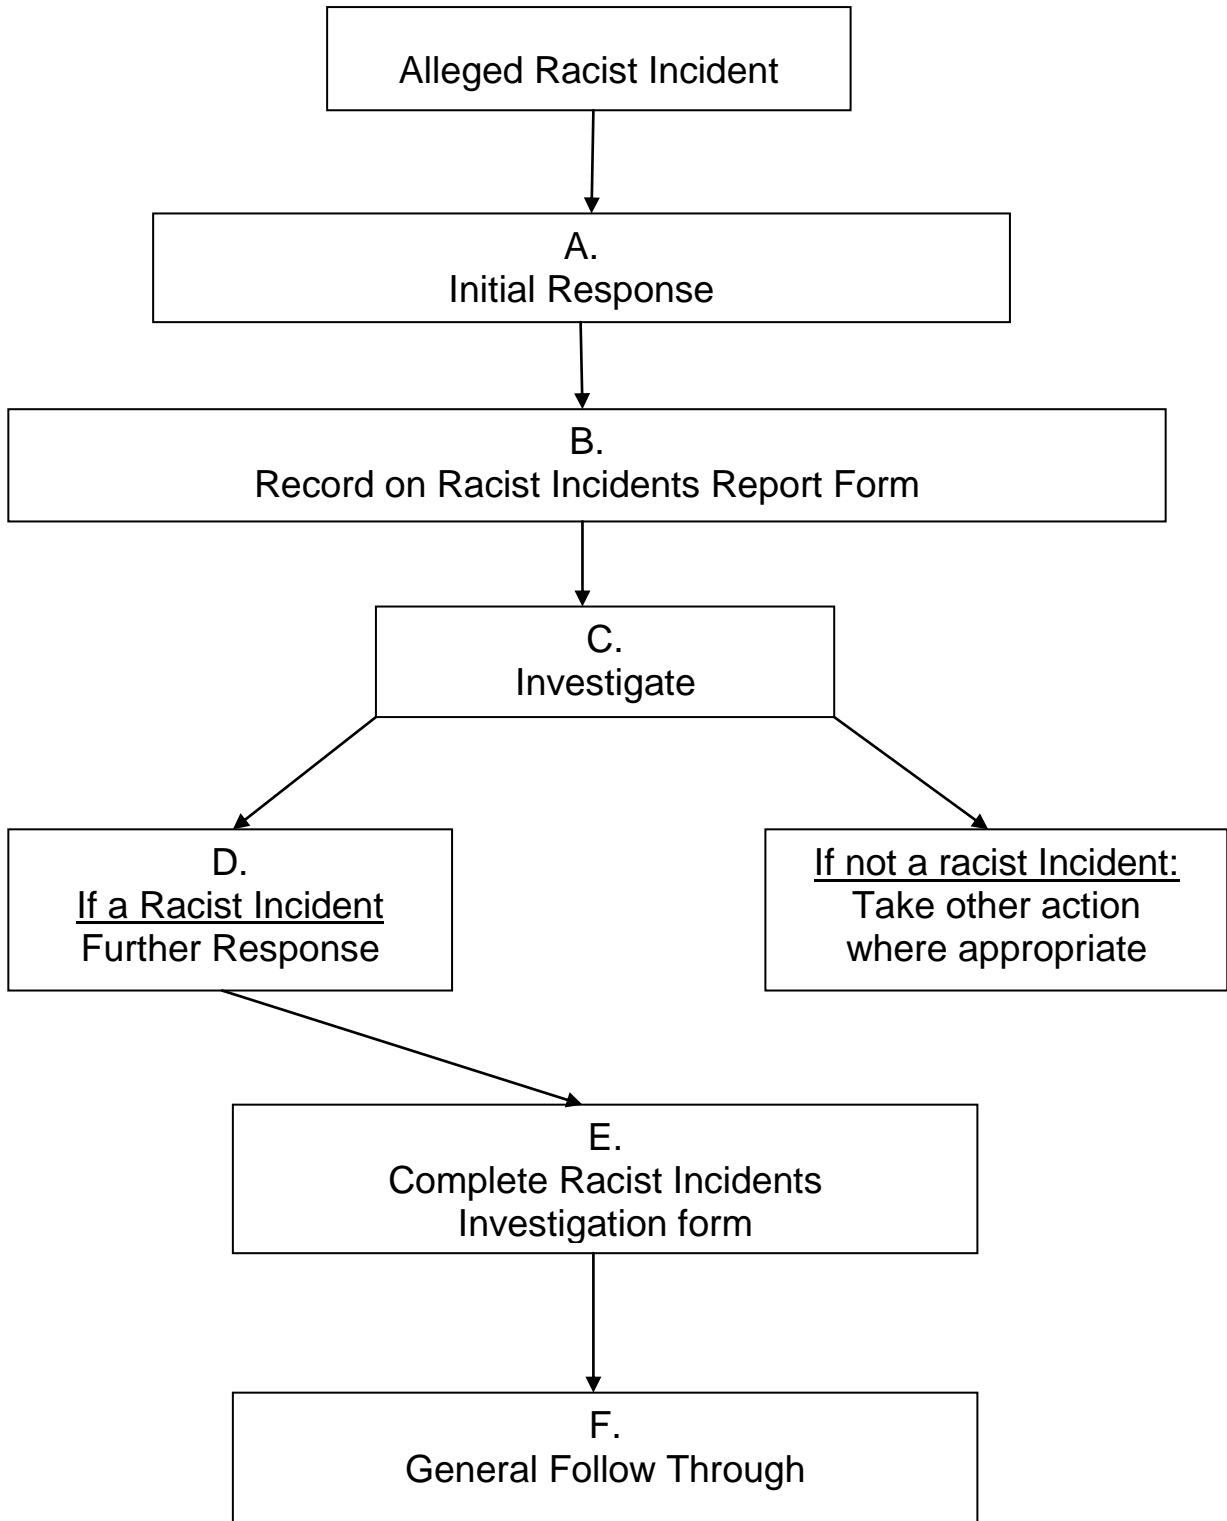 Alleged Racist Incident
A.
Initial Response
B.
Record on Racist Incidents Report Form
C.
Investigate
D.
If a Racist Incident
Further Response
If not a racist Incident:
Take other action
where appropriate
E.
Complete Racist Incidents
Investigation form
F.
General Follow Through